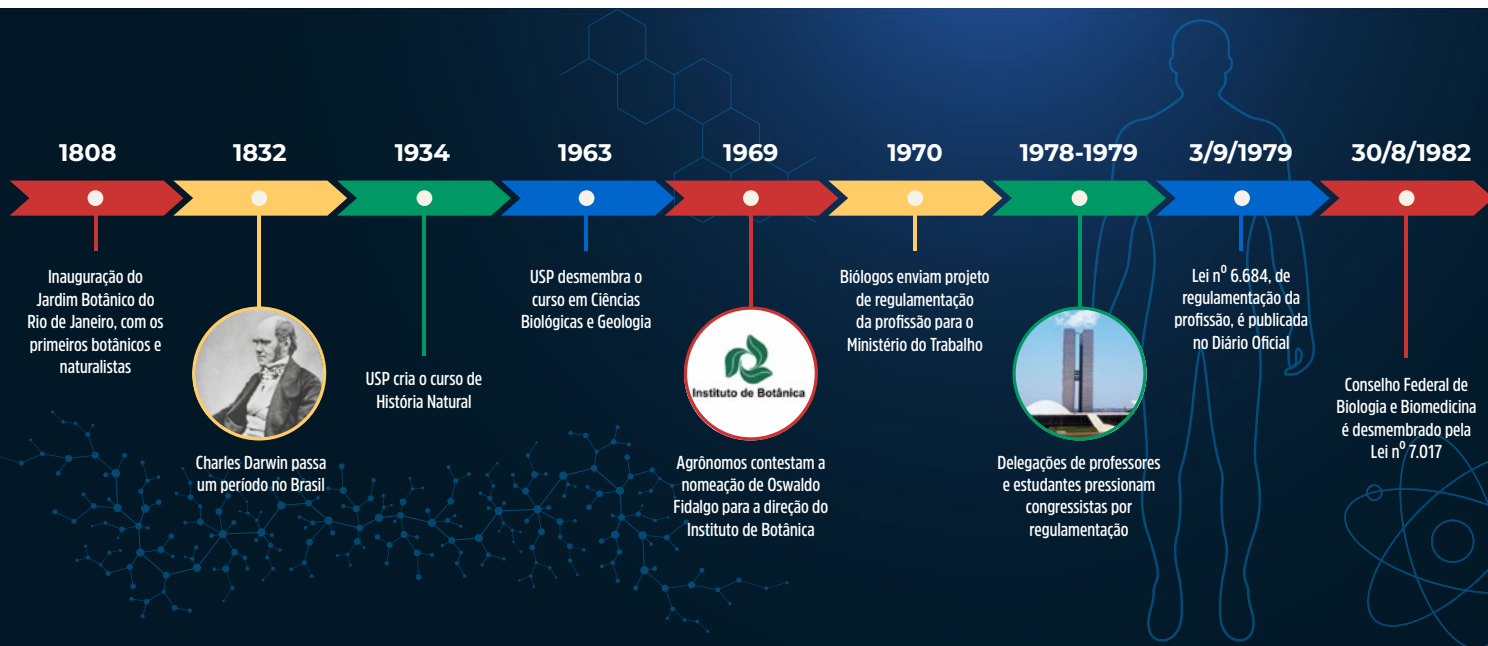 1808
Inauguração do
Jardim Botânico do
Rio de Janeiro, com os
primeiros botânicos e
naturalistas
1832
Charles Darwin passa
um período no Brasil
1934
USP cria o curso de
História Natural
1963
USP desmembra o
curso em Ciências
Biológicas e Geologia
1969
Instituto de Botânica
Agrônomos contestam a
nomeação de Oswaldo
Fidalgo para a direção do
Instituto de Botânica
1970
Biólogos enviam projeto
de regulamentação
da profissão para o
Ministério do Trabalho
1978-1979
Delegações de professores
e estudantes pressionam
congressistas por
regulamentação
3/9/1979
Lei nº 6.684, de
regulamentação da
profissão, é publicada
no Diário Oficial
30/8/1982
Conselho Federal de
Biologia e Biomedicina
é desmembrado pela
Lei nº 7.017